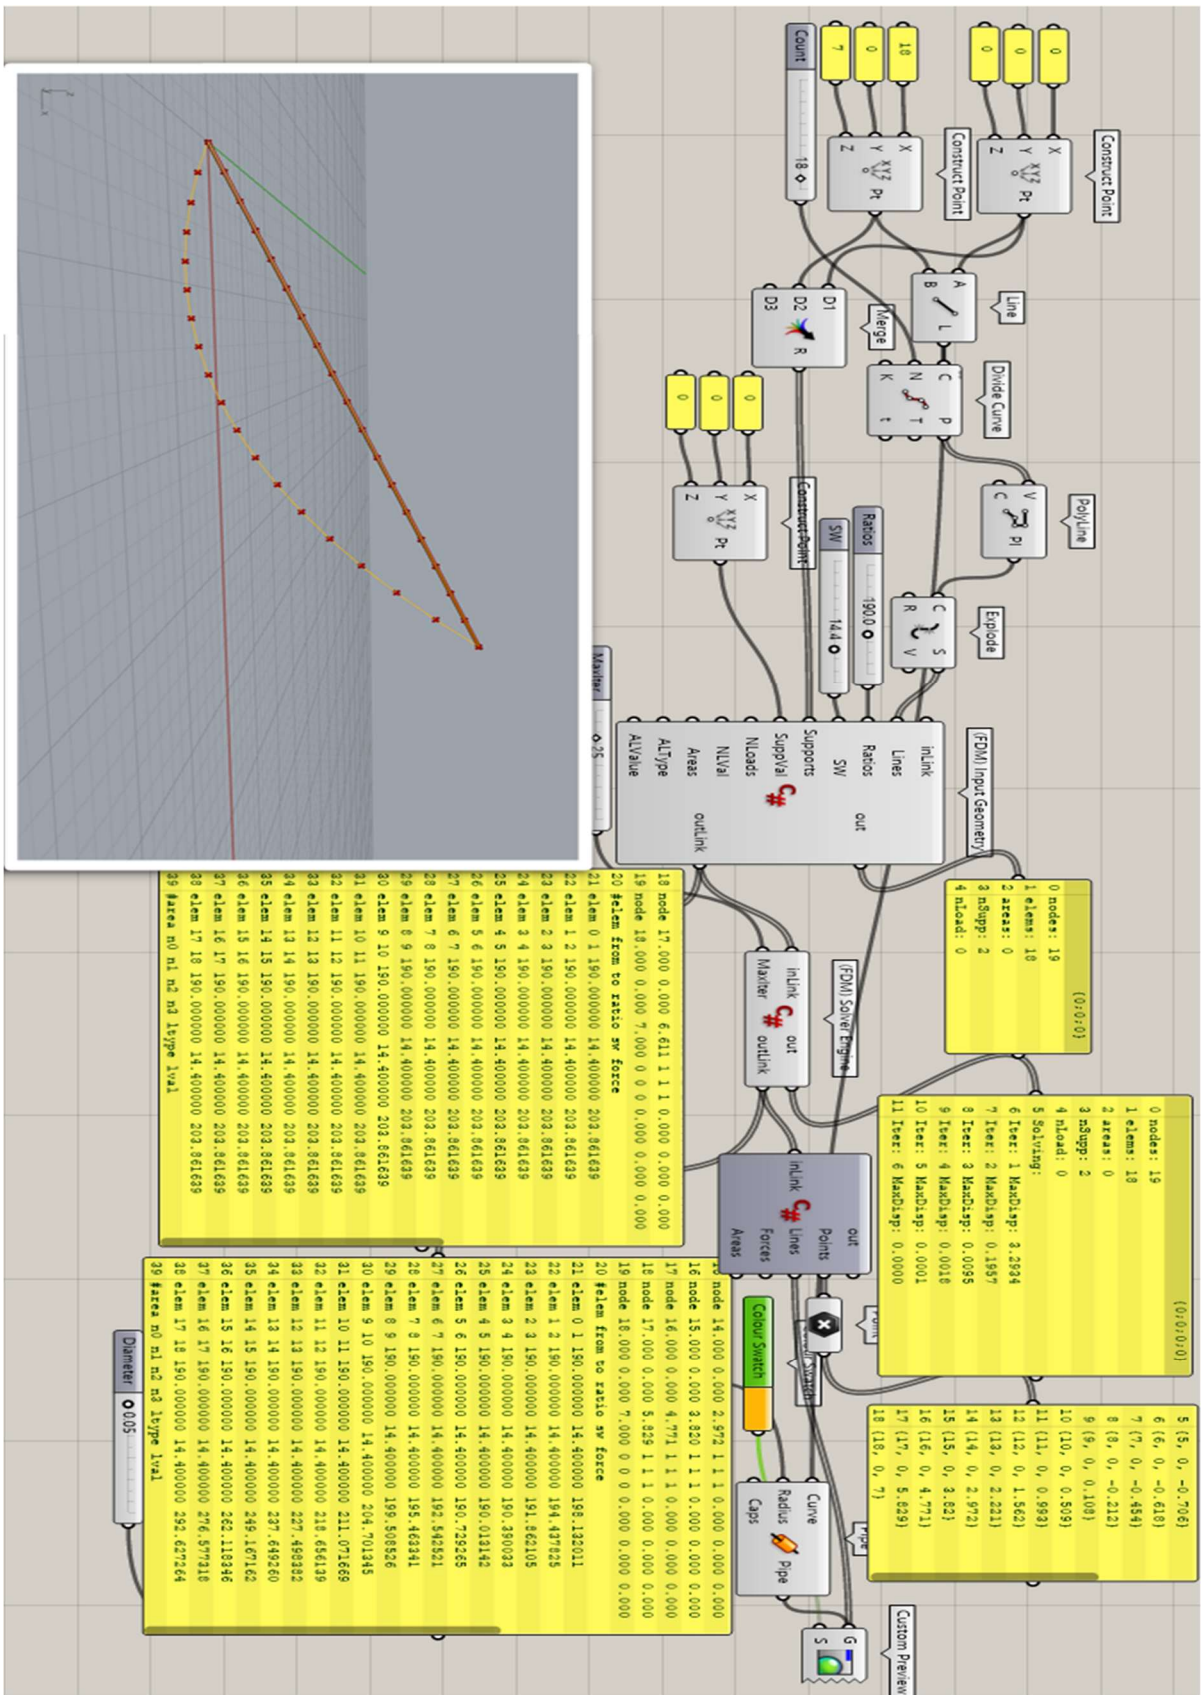 0
0
0
X
Y
Z
XYZ
Pt
Construct Point
18
0
7
X
Y
Z
XYZ
Pt
Construct Point
Count
18
A
B
L
Line
D1
D2
D3
R
Merge
C
N
K
P
T
t
Divide Curve
V
C
Pl
PolyLine
0
0
0
X
Y
Z
XYZ
Pt
Construct Point
Ratios
190.0
SW
14.4
C
R
S
V
Explode
MaxIter
25
(FDM) Input Geometry
inLink
Lines
Ratios
SW
Supports
SuppVal
NLoads
NLVal
Areas
ALType
ALValue
C#
out
outLink
{0;0;0}
0 nodes: 19
1 elems: 18
2 areas: 0
3 nSupp: 2
4 nLoad: 0
(FDM) Solver Engine
inLink
MaxIter
C#
out
outLink
18 node 17.000 0.000 6.611 1 1 1 0.000 0.000 0.000
19 node 18.000 0.000 7.000 0 0 0 0.000 0.000 0.000
20 #elem from to ratio sw force
21 elem 0 1 190.000000 14.400000 203.861639
22 elem 1 2 190.000000 14.400000 203.861639
23 elem 2 3 190.000000 14.400000 203.861639
24 elem 3 4 190.000000 14.400000 203.861639
25 elem 4 5 190.000000 14.400000 203.861639
26 elem 5 6 190.000000 14.400000 203.861639
27 elem 6 7 190.000000 14.400000 203.861639
28 elem 7 8 190.000000 14.400000 203.861639
29 elem 8 9 190.000000 14.400000 203.861639
30 elem 9 10 190.000000 14.400000 203.861639
31 elem 10 11 190.000000 14.400000 203.861639
32 elem 11 12 190.000000 14.400000 203.861639
33 elem 12 13 190.000000 14.400000 203.861639
34 elem 13 14 190.000000 14.400000 203.861639
35 elem 14 15 190.000000 14.400000 203.861639
36 elem 15 16 190.000000 14.400000 203.861639
37 elem 16 17 190.000000 14.400000 203.861639
38 elem 17 18 190.000000 14.400000 203.861639
39 #area n0 n1 n2 n3 ltype lval
{0;0;0;0}
0 nodes: 19
1 elems: 18
2 areas: 0
3 nSupp: 2
4 nLoad: 0
5 Solving:
6 Iter: 1 MaxDisp: 3.2994
7 Iter: 2 MaxDisp: 0.1957
8 Iter: 3 MaxDisp: 0.0095
9 Iter: 4 MaxDisp: 0.0018
10 Iter: 5 MaxDisp: 0.0001
11 Iter: 6 MaxDisp: 0.0000
inLink
C#
out
Points
Lines
Forces
Areas
Colour Swatch
16 node 15.000 0.000 3.820 1 1 1 0.000 0.000 0.000
17 node 16.000 0.000 4.771 1 1 1 0.000 0.000 0.000
18 node 17.000 0.000 5.829 1 1 1 0.000 0.000 0.000
19 node 18.000 0.000 7.000 0 0 0 0.000 0.000 0.000
20 #elem from to ratio sw force
21 elem 0 1 190.000000 14.400000 198.132011
22 elem 1 2 190.000000 14.400000 194.437825
23 elem 2 3 190.000000 14.400000 191.862105
24 elem 3 4 190.000000 14.400000 190.390033
25 elem 4 5 190.000000 14.400000 190.013142
26 elem 5 6 190.000000 14.400000 190.729265
27 elem 6 7 190.000000 14.400000 192.542521
28 elem 7 8 190.000000 14.400000 195.463341
29 elem 8 9 190.000000 14.400000 199.508526
30 elem 9 10 190.000000 14.400000 204.701345
31 elem 10 11 190.000000 14.400000 211.071669
32 elem 11 12 190.000000 14.400000 218.656139
33 elem 12 13 190.000000 14.400000 227.498382
34 elem 13 14 190.000000 14.400000 237.649260
35 elem 14 15 190.000000 14.400000 249.167162
36 elem 15 16 190.000000 14.400000 262.118346
37 elem 16 17 190.000000 14.400000 276.577318
38 elem 17 18 190.000000 14.400000 292.627264
39 #area n0 n1 n2 n3 ltype lval
5 {5, 0, -0.706}
6 {6, 0, -0.618}
7 {7, 0, -0.454}
8 {8, 0, -0.212}
9 {9, 0, 0.108}
10 {10, 0, 0.509}
11 {11, 0, 0.993}
12 {12, 0, 1.562}
13 {13, 0, 2.221}
14 {14, 0, 2.972}
15 {15, 0, 3.82}
16 {16, 0, 4.771}
17 {17, 0, 5.829}
18 {18, 0, 7}
Diameter
0.05
Curve
Radius
Caps
Pipe
Pipe
G
S
Custom Preview